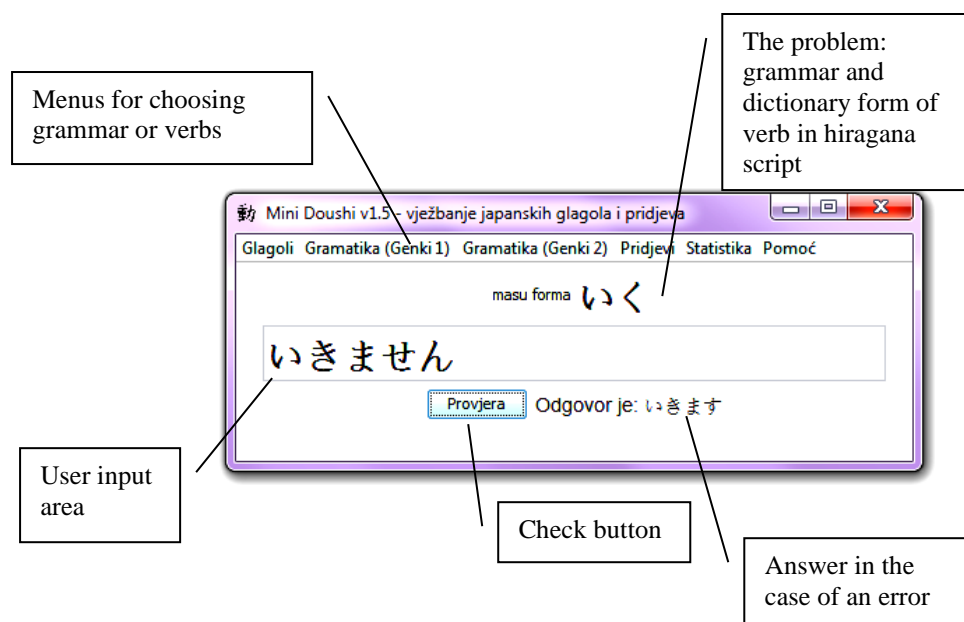 The problem:
grammar and
dictionary form of
verb in hiragana
script
Menus for choosing
grammar or verbs
動 Mini Doushi v1.5 - vježbanje japanskih glagola i pridjeva
Glagoli Gramatika (Genki 1) Gramatika (Genki 2) Pridjevi Statistika Pomoć
masu forma いく
いきません
Provjera Odgovor je: いきます
User input
area
Check button
Answer in the
case of an error